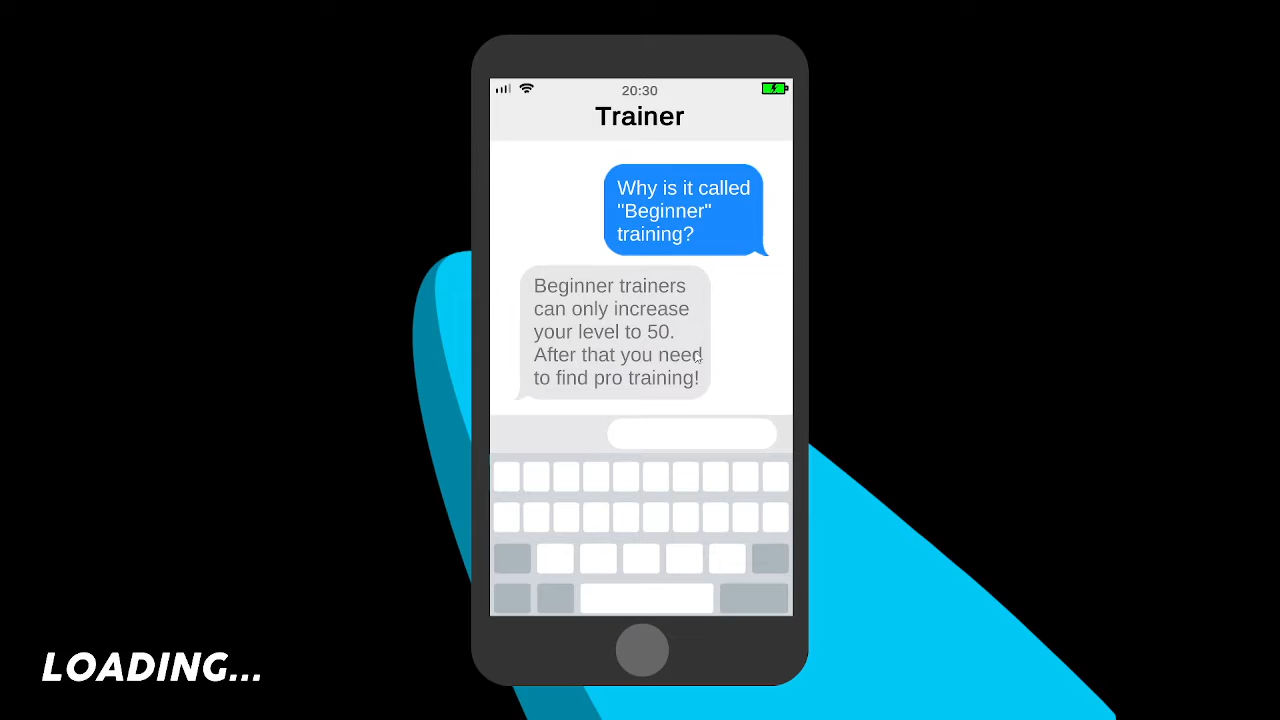 20:30
Trainer
Why is it called
"Beginner"
training?
Beginner trainers
can only increase
your level to 50.
After that you need
to find pro training!
LOADING...